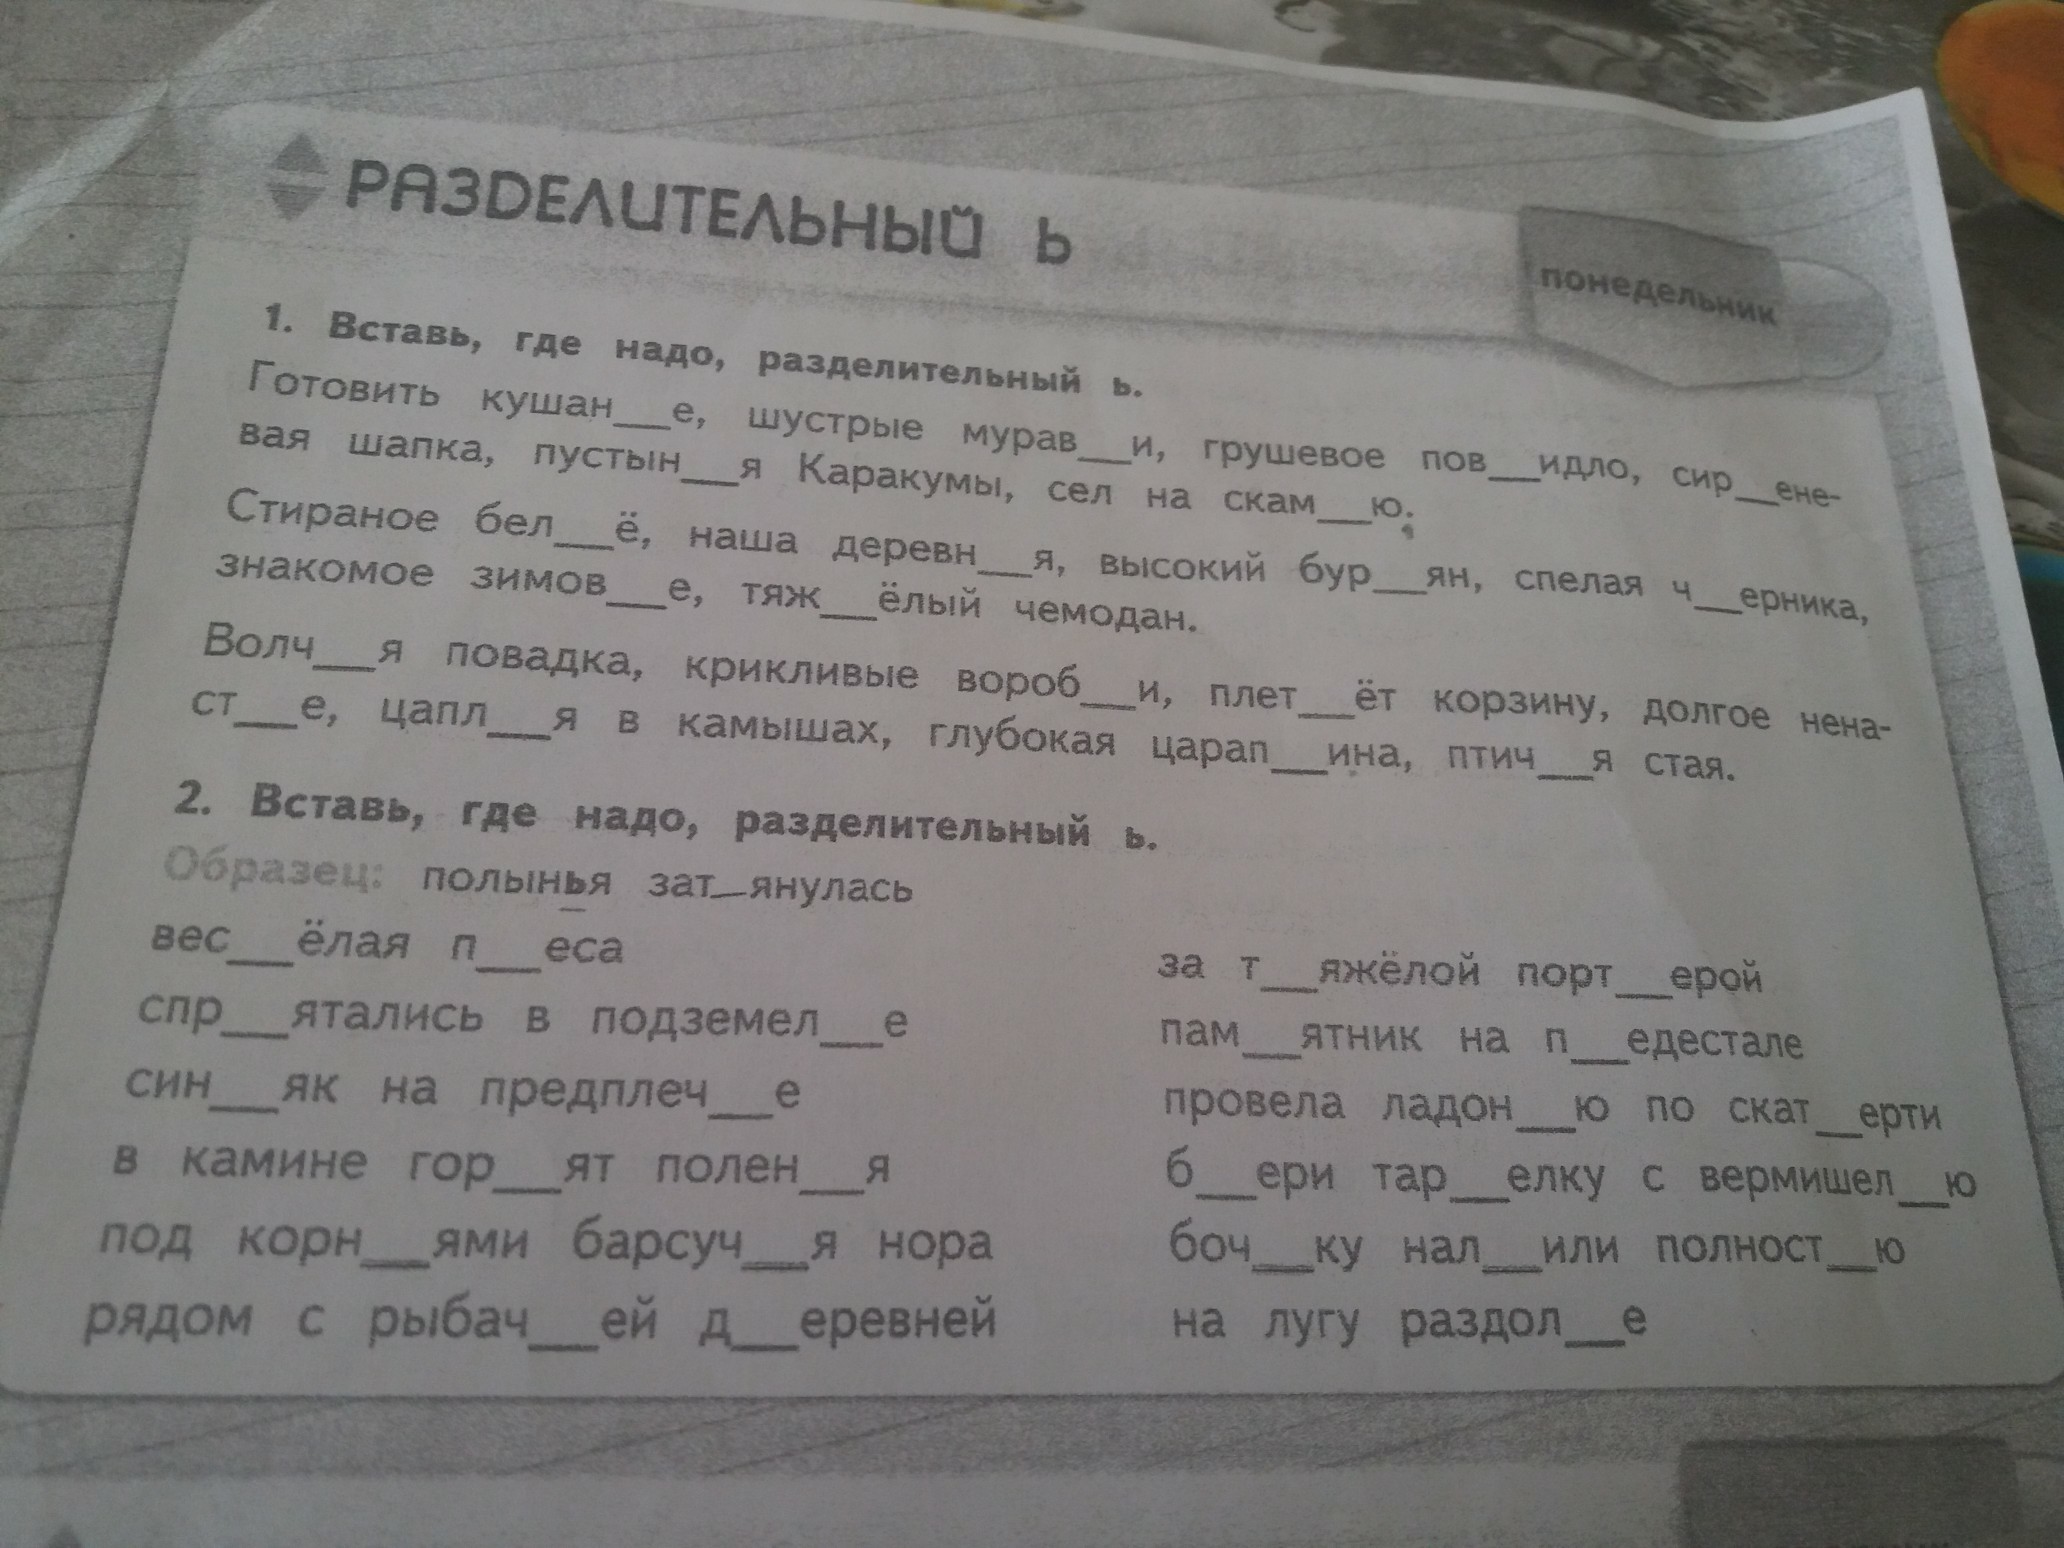 РАЗДЕЛИТЕЛЬНЫЙ Ь
понедельник
1. Вставь, где надо, разделительный ь.
Готовить кушан__е, шустрые мурав__и, грушевое пов__идло, сир__ене-
вая шапка, пустын__я Каракумы, сел на скам__ю.
Стираное бел__ё, наша деревн__я, высокий бур__ян, спелая ч__ерника,
знакомое зимов__е, тяж__ёлый чемодан.
Волч__я повадка, крикливые вороб__и, плет__ёт корзину, долгое нена-
ст__е, цапл__я в камышах, глубокая царап__ина, птич__я стая.
2. Вставь, где надо, разделительный ь.
Образец: полынья зат_янулась
вес__ёлая п__еса
спр__ятались в подземел__е
син__як на предплеч__е
в камине гор__ят полен__я
под корн__ями барсуч__я нора
рядом с рыбач__ей д__еревней
за т__яжёлой порт__ерой
пам__ятник на п__едестале
провела ладон__ю по скат__ерти
б__ери тар__елку с вермишел__ю
боч__ку нал__или полност__ю
на лугу раздол__е